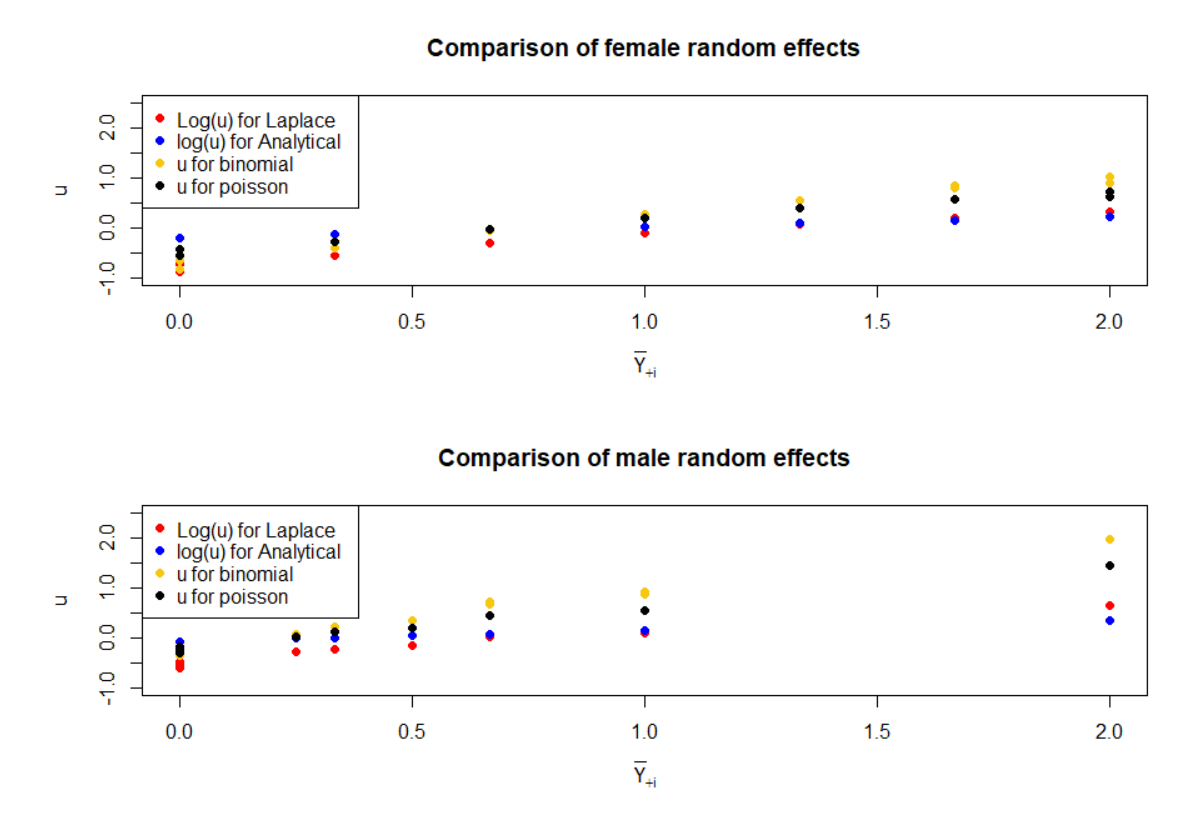 Comparison of female random effects
Log(u) for Laplace
log(u) for Analytical
u for binomial
u for poisson
u
2.0
1.0
0.0
-1.0
0.0 0.5 1.0 1.5 2.0
Y̅+i
Comparison of male random effects
Log(u) for Laplace
log(u) for Analytical
u for binomial
u for poisson
u
2.0
1.0
0.0
-1.0
0.0 0.5 1.0 1.5 2.0
Y̅+i